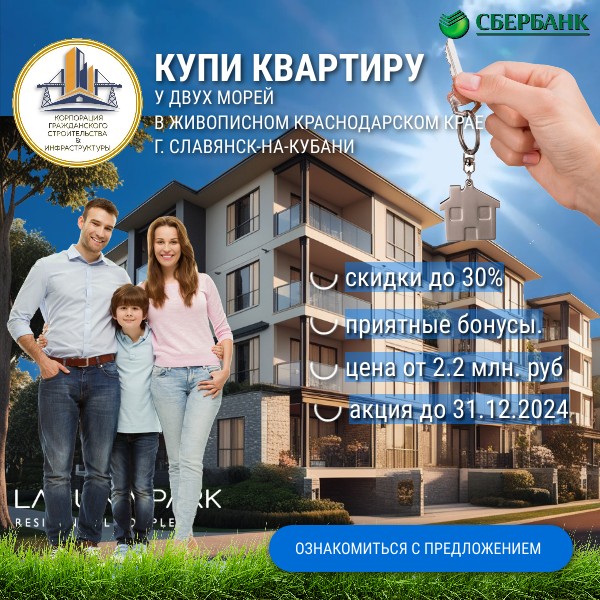 СБЕРБАНК
КОРПОРАЦИЯ
ГРАЖДАНСКОГО
СТРОИТЕЛЬСТВА
&
ИНФРАСТРУКТУРЫ
КУПИ КВАРТИРУ
У ДВУХ МОРЕЙ
В ЖИВОПИСНОМ КРАСНОДАРСКОМ КРАЕ
Г. СЛАВЯНСК-НА-КУБАНИ
скидки до 30%
приятные бонусы.
цена от 2.2 млн. руб
акция до 31.12.2024
PARK
ОЗНАКОМИТЬСЯ С ПРЕДЛОЖЕНИЕМ